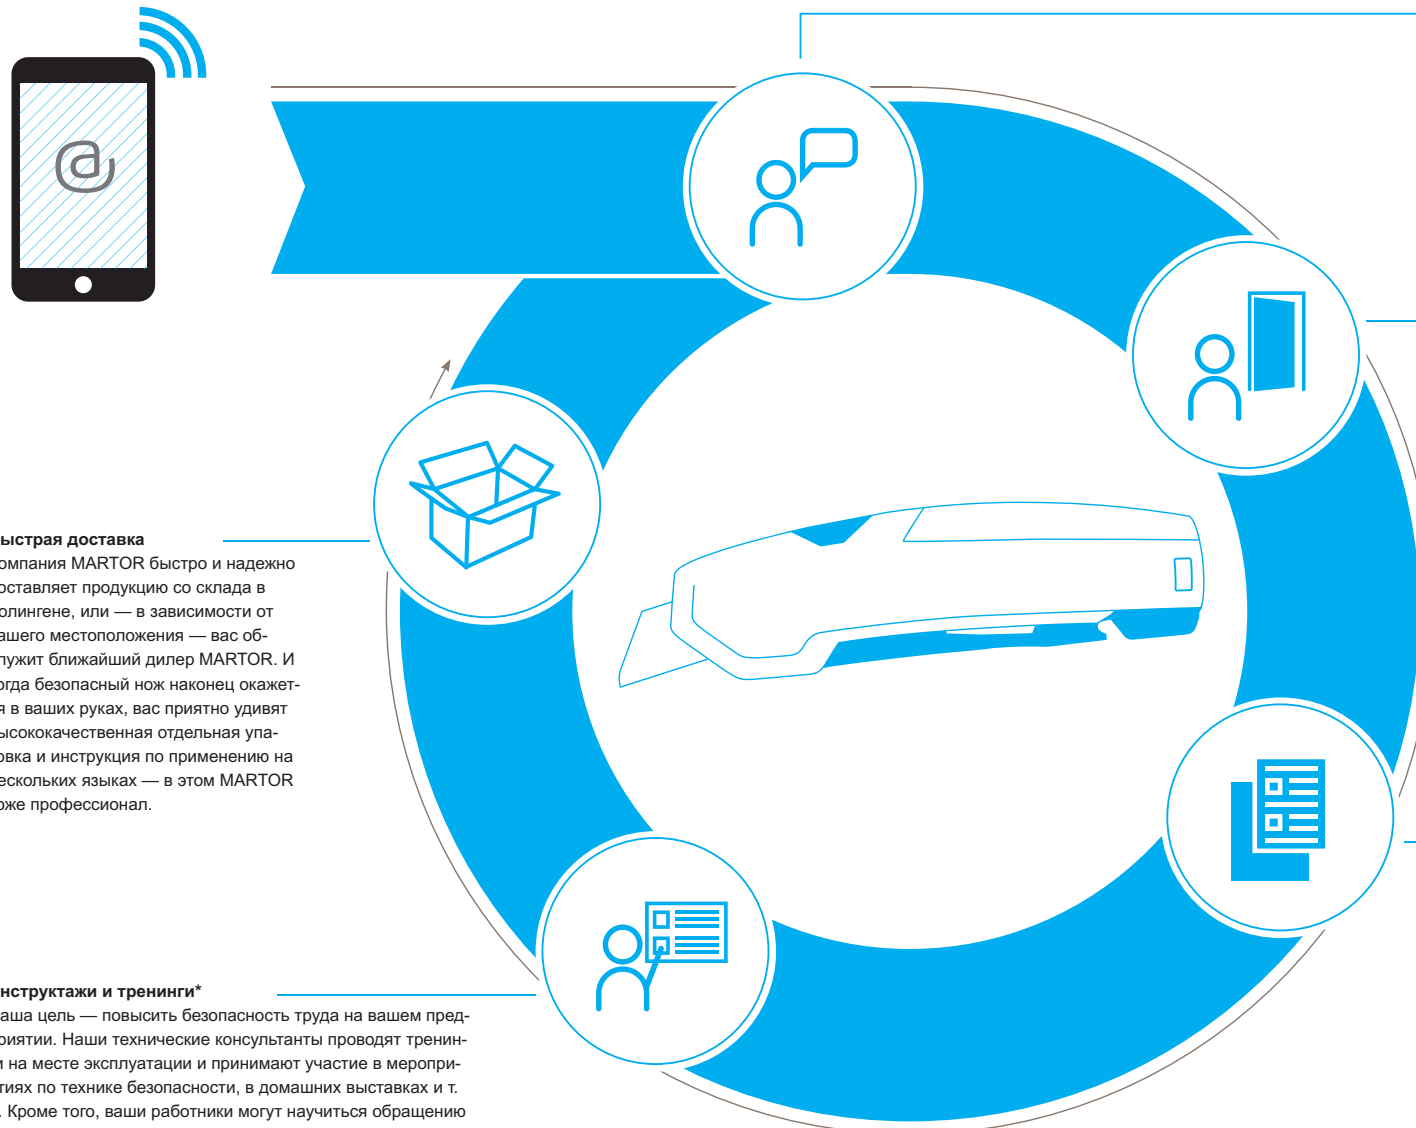 @
ыстрая доставка
омпания MARTOR быстро и надежно
оставляет продукцию со склада в
олингене, или — в зависимости от
ашего местоположения — вас об-
лужит ближайший дилер MARTOR. И
огда безопасный нож наконец окажет-
я в ваших руках, вас приятно удивят
ысококачественная отдельная упа-
овка и инструкция по применению на
ескольких языках — в этом MARTOR
оже профессионал.
нструктажи и тренинги*
аша цель — повысить безопасность труда на вашем пред-
риятии. Наши технические консультанты проводят тренин-
и на месте эксплуатации и принимают участие в меропри-
тиях по технике безопасности, в домашних выставках и т.
. Кроме того, ваши работники могут научиться обращению